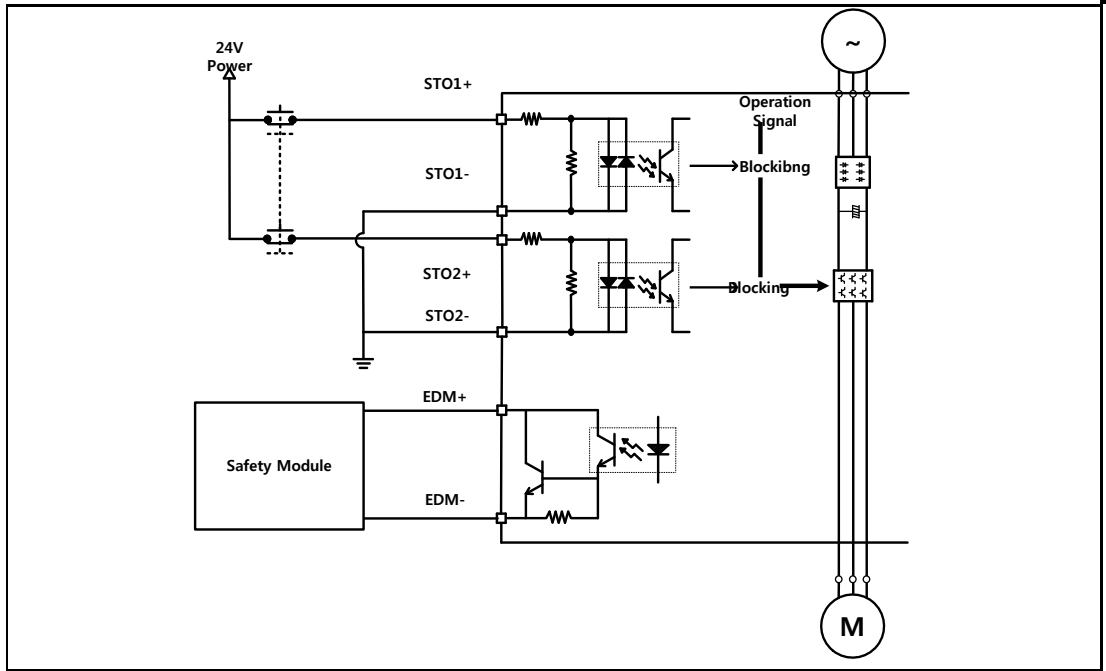 24V
Power
STO1+
~
Operation
Signal
STO1-
Blockibng
STO2+
Blocking
STO2-
EDM+
Safety Module
EDM-
M